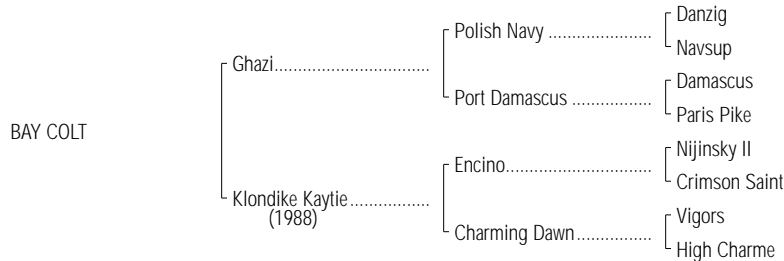 BAY COLT
Ghazi..................................
Klondike Kaytie.................
(1988)
Polish Navy ......................
Port Damascus .................
Encino...............................
Charming Dawn................
Danzig
Navsup
Damascus
Paris Pike
Nijinsky II
Crimson Saint
Vigors
High Charme